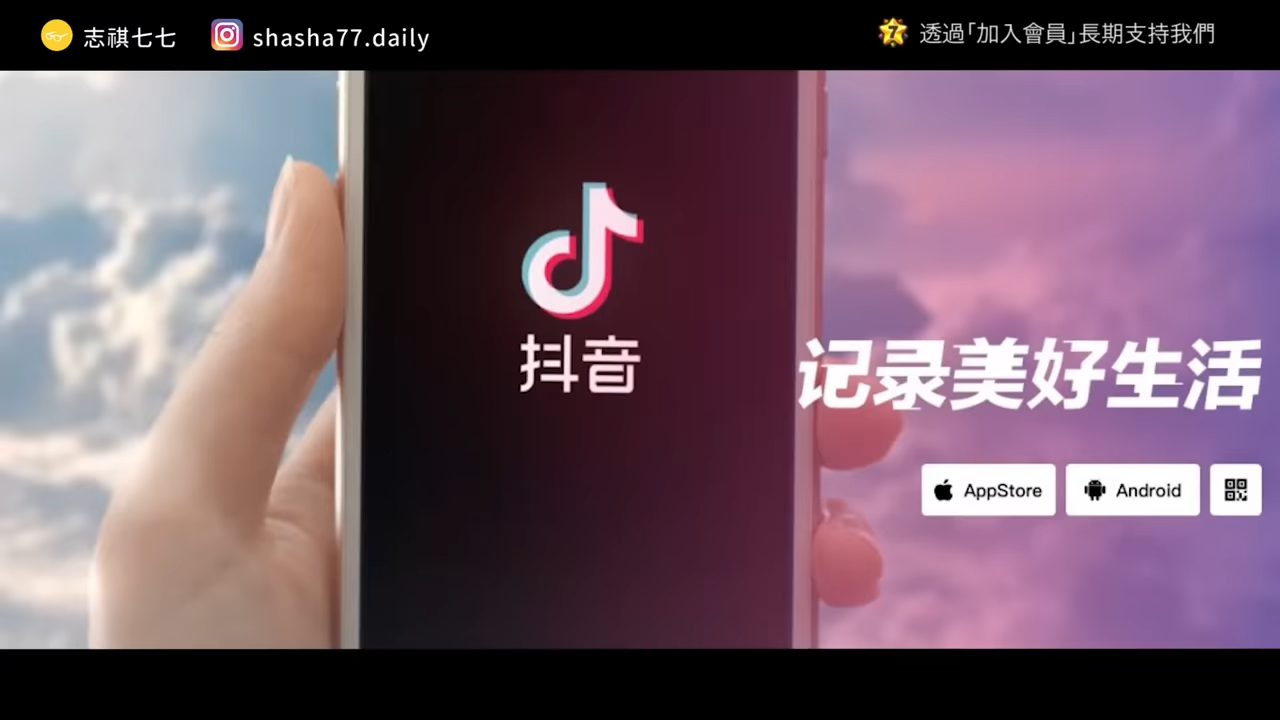 志祺七七
shasha77.daily
7
透過「加入會員」長期支持我們
抖音
记录美好生活
AppStore
Android